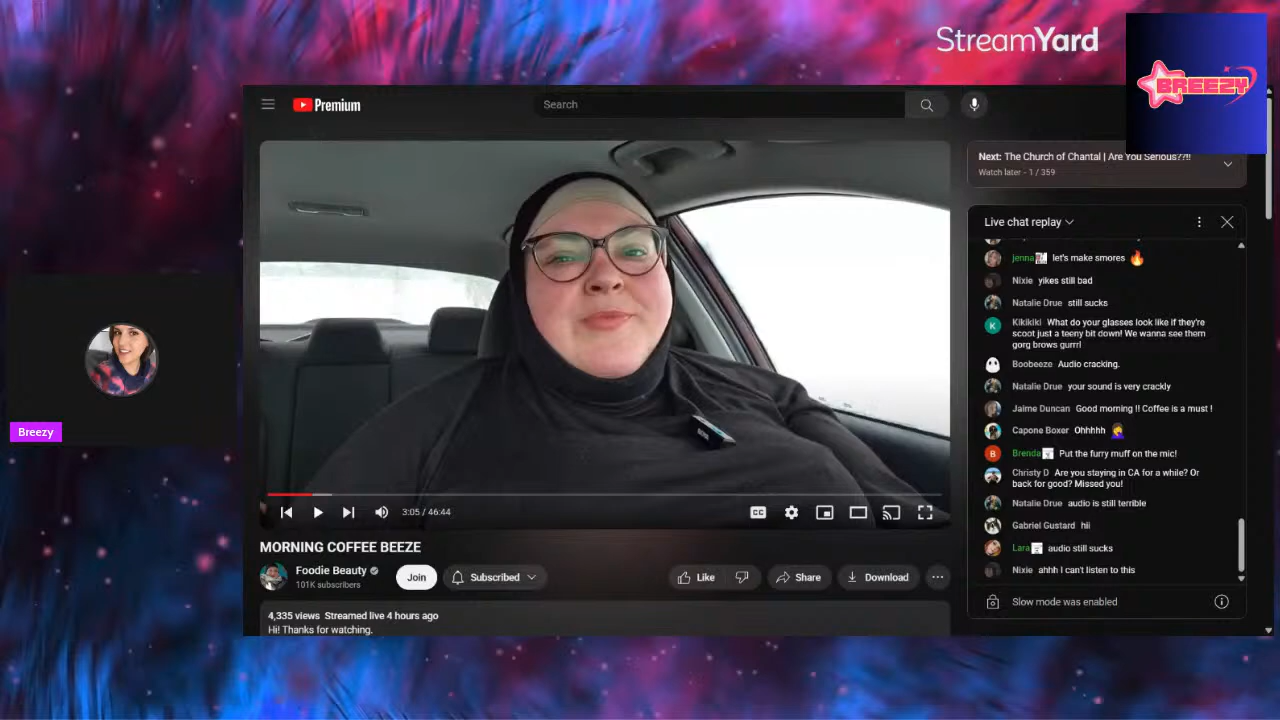 StreamYard
BREEZY
Premium
Search
Next: The Church of Chantal | Are You Serious??!!
Watch later - 1 / 359
Live chat replay
jenna let's make smores
Nixie yikes still bad
Natalie Drue still sucks
K
Kikikiki What do your glasses look like if they're
scoot just a teeny bit down! We wanna see them
gorg brows gurrr!
Boobeeze Audio cracking.
Natalie Drue your sound is very crackly
Jaime Duncan Good morning !! Coffee is a must !
Capone Boxer Ohhhhh
B
Brenda Put the furry muff on the mic!
Christy D Are you staying in CA for a while? Or
back for good? Missed you!
Natalie Drue audio is still terrible
Gabriel Gustard hii
Lara audio still sucks
Nixie ahhh I can't listen to this
Slow mode was enabled
Breezy
3:05 / 46:44
CC
MORNING COFFEE BEEZE
Foodie Beauty
101K subscribers
Join
Subscribed
Like
Share
Download
4,335 views Streamed live 4 hours ago
Hi! Thanks for watching.